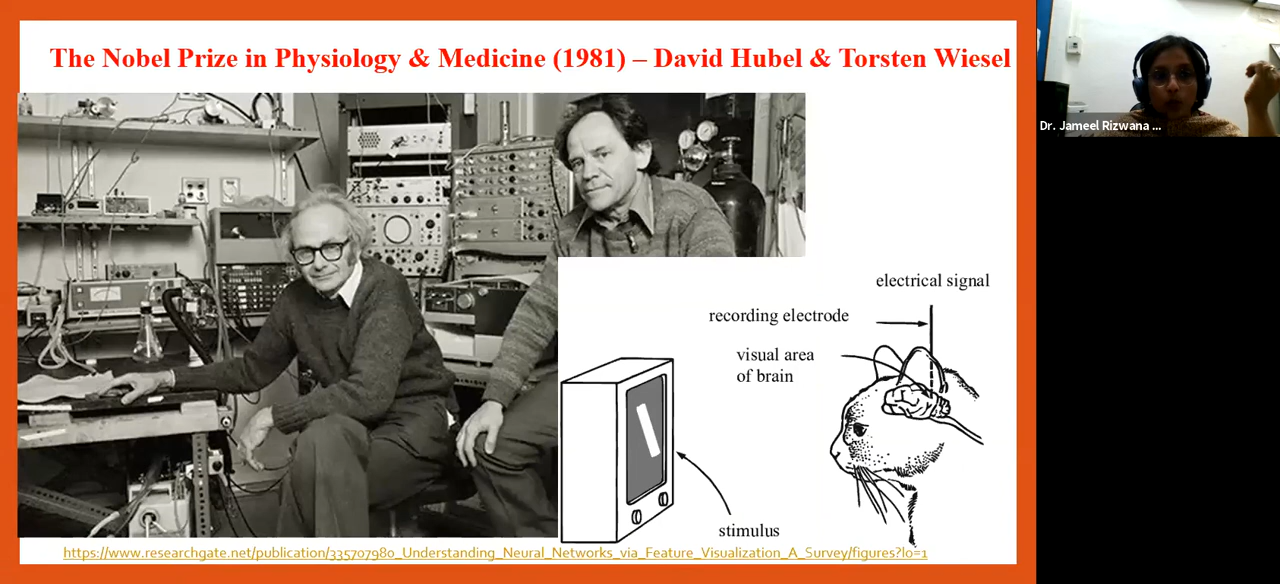 The Nobel Prize in Physiology & Medicine (1981) – David Hubel & Torsten Wiesel
Dr. Jameel Rizwana ...
electrical signal
recording electrode
visual area
of brain
stimulus
https://www.researchgate.net/publication/335707980_Understanding_Neural_Networks_via_Feature_Visualization_A_Survey/figures?lo=1